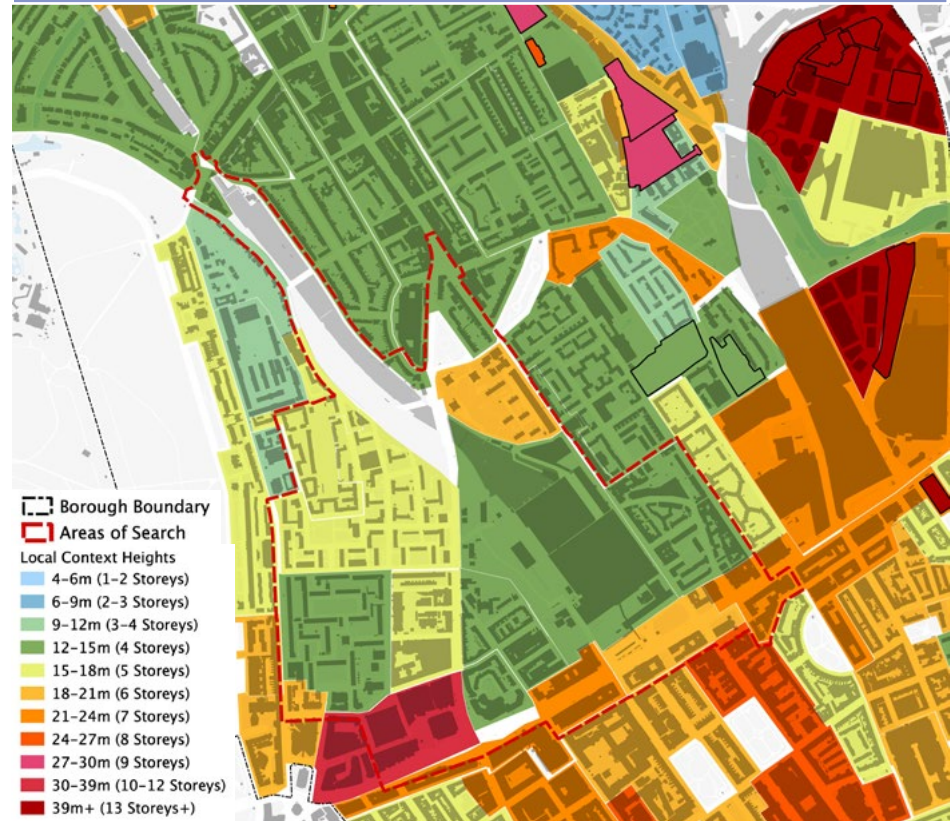 Borough Boundary
Areas of Search
Local Context Heights
4-6m (1-2 Storeys)
6-9m (2-3 Storeys)
9-12m (3-4 Storeys)
12-15m (4 Storeys)
15-18m (5 Storeys)
18-21m (6 Storeys)
21-24m (7 Storeys)
24-27m (8 Storeys)
27-30m (9 Storeys)
30-39m (10-12 Storeys)
39m+ (13 Storeys+)